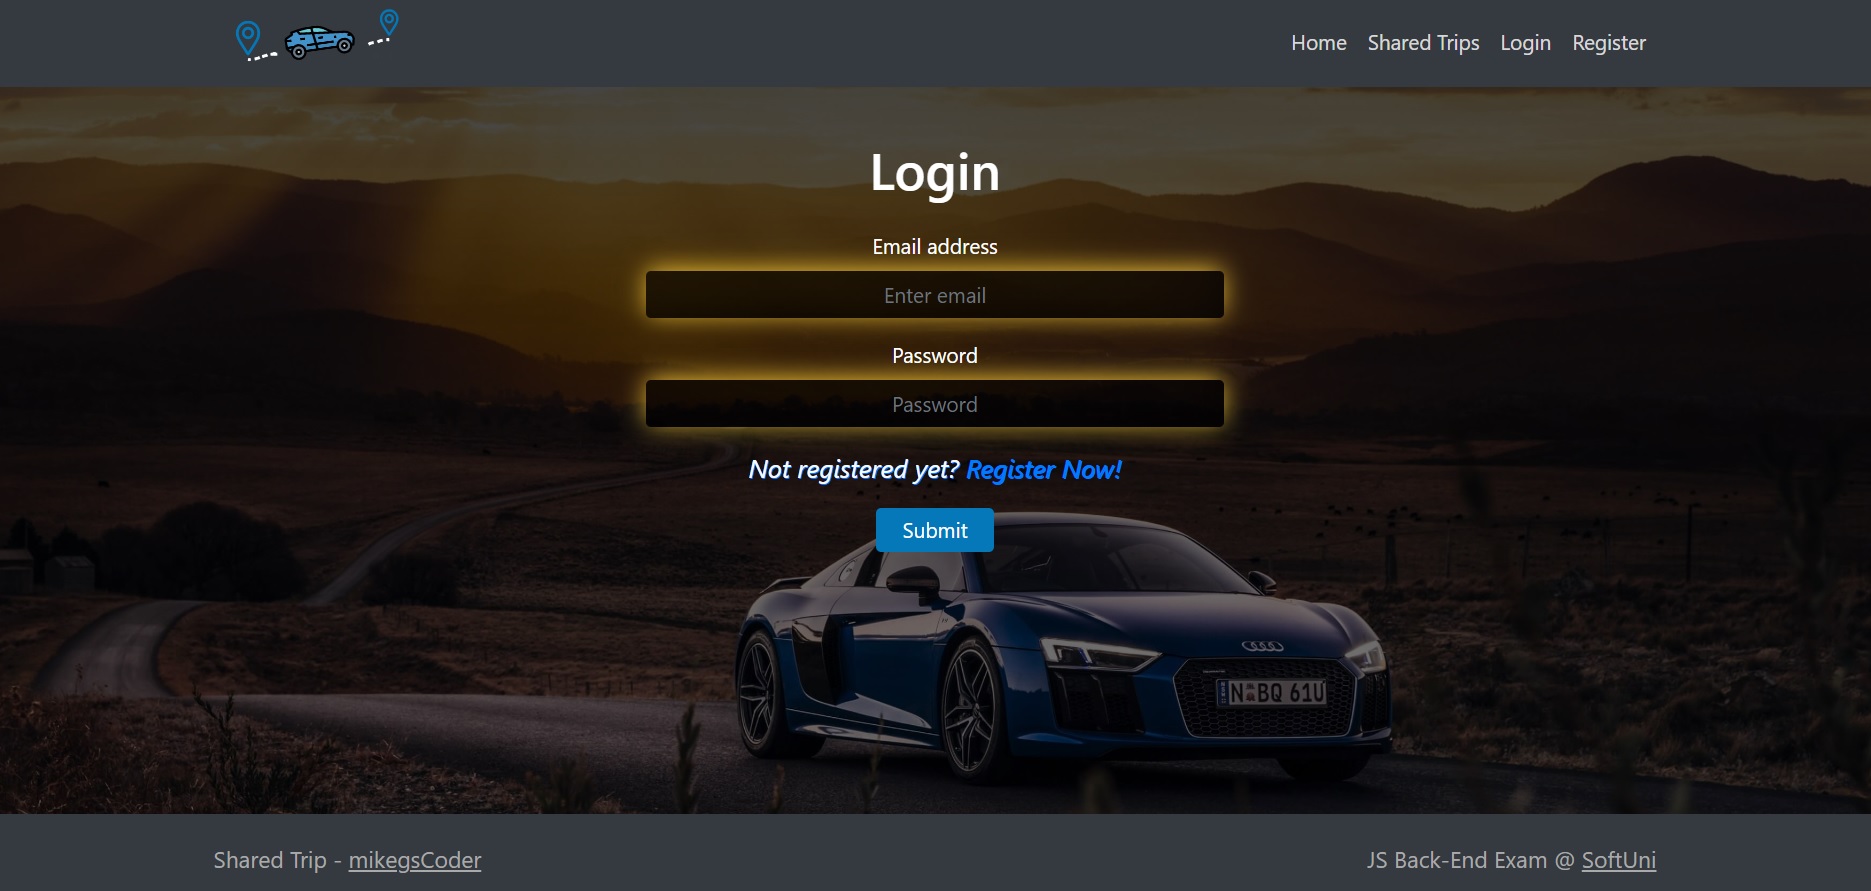 Home Shared Trips Login Register
Login
Email address
Enter email
Password
Password
Not registered yet? Register Now!
Submit
N BQ 61U
Shared Trip - mikegsCoder
JS Back-End Exam @ SoftUni